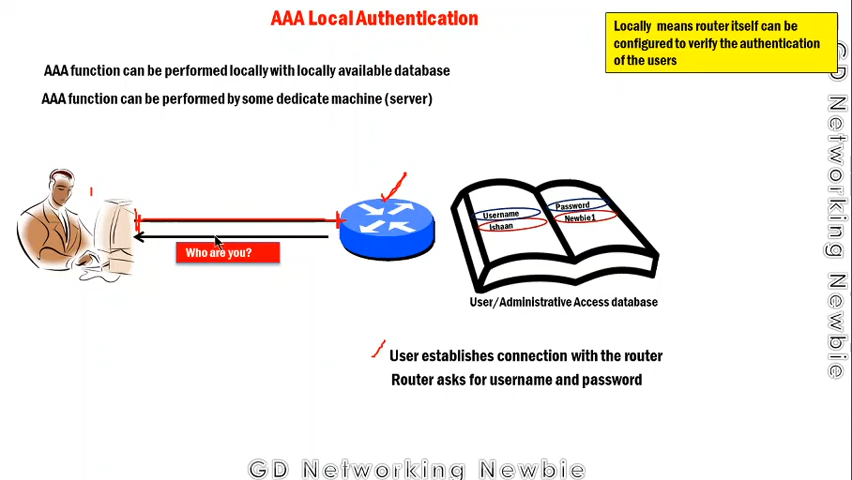 AAA Local Authentication
Locally means router itself can be
configured to verify the authentication
of the users
AAA function can be performed locally with locally available database
AAA function can be performed by some dedicate machine (server)
Username
Ishaan
Password
Newbie1
Who are you?
User/Administrative Access database
User establishes connection with the router
Router asks for username and password
GD Networking Newbie
GD Networking Newbie